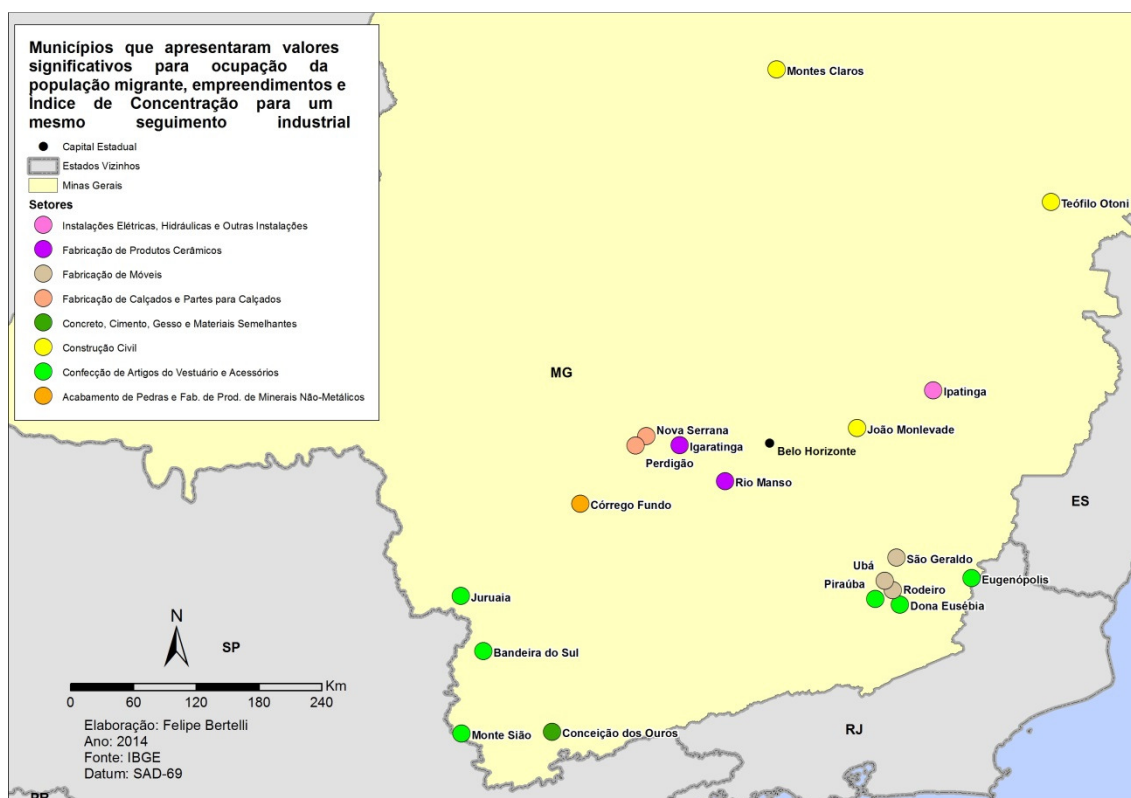 Municípios que apresentaram valores
significativos para ocupação da
população migrante, empreendimentos e
Índice de Concentração para um
mesmo seguimento industrial
Capital Estadual
Estados Vizinhos
Minas Gerais
Setores
Instalações Elétricas, Hidráulicas e Outras Instalações
Fabricação de Produtos Cerâmicos
Fabricação de Móveis
Fabricação de Calçados e Partes para Calçados
Concreto, Cimento, Gesso e Materiais Semelhantes
Construção Civil
Confecção de Artigos do Vestuário e Acessórios
Acabamento de Pedras e Fab. de Prod. de Minerais Não-Metálicos
Montes Claros
Teófilo Otoni
MG
Ipatinga
João Monlevade
Nova Serrana
Igaratinga
Belo Horizonte
Perdigão
Rio Manso
Córrego Fundo
ES
São Geraldo
Ubá
Eugenópolis
Piraúba
Rodeiro
Dona Eusébia
Juruaia
Bandeira do Sul
N
SP
Km
0 60 120 180 240
RJ
Monte Sião
Conceição dos Ouros
Elaboração: Felipe Bertelli
Ano: 2014
Fonte: IBGE
Datum: SAD-69